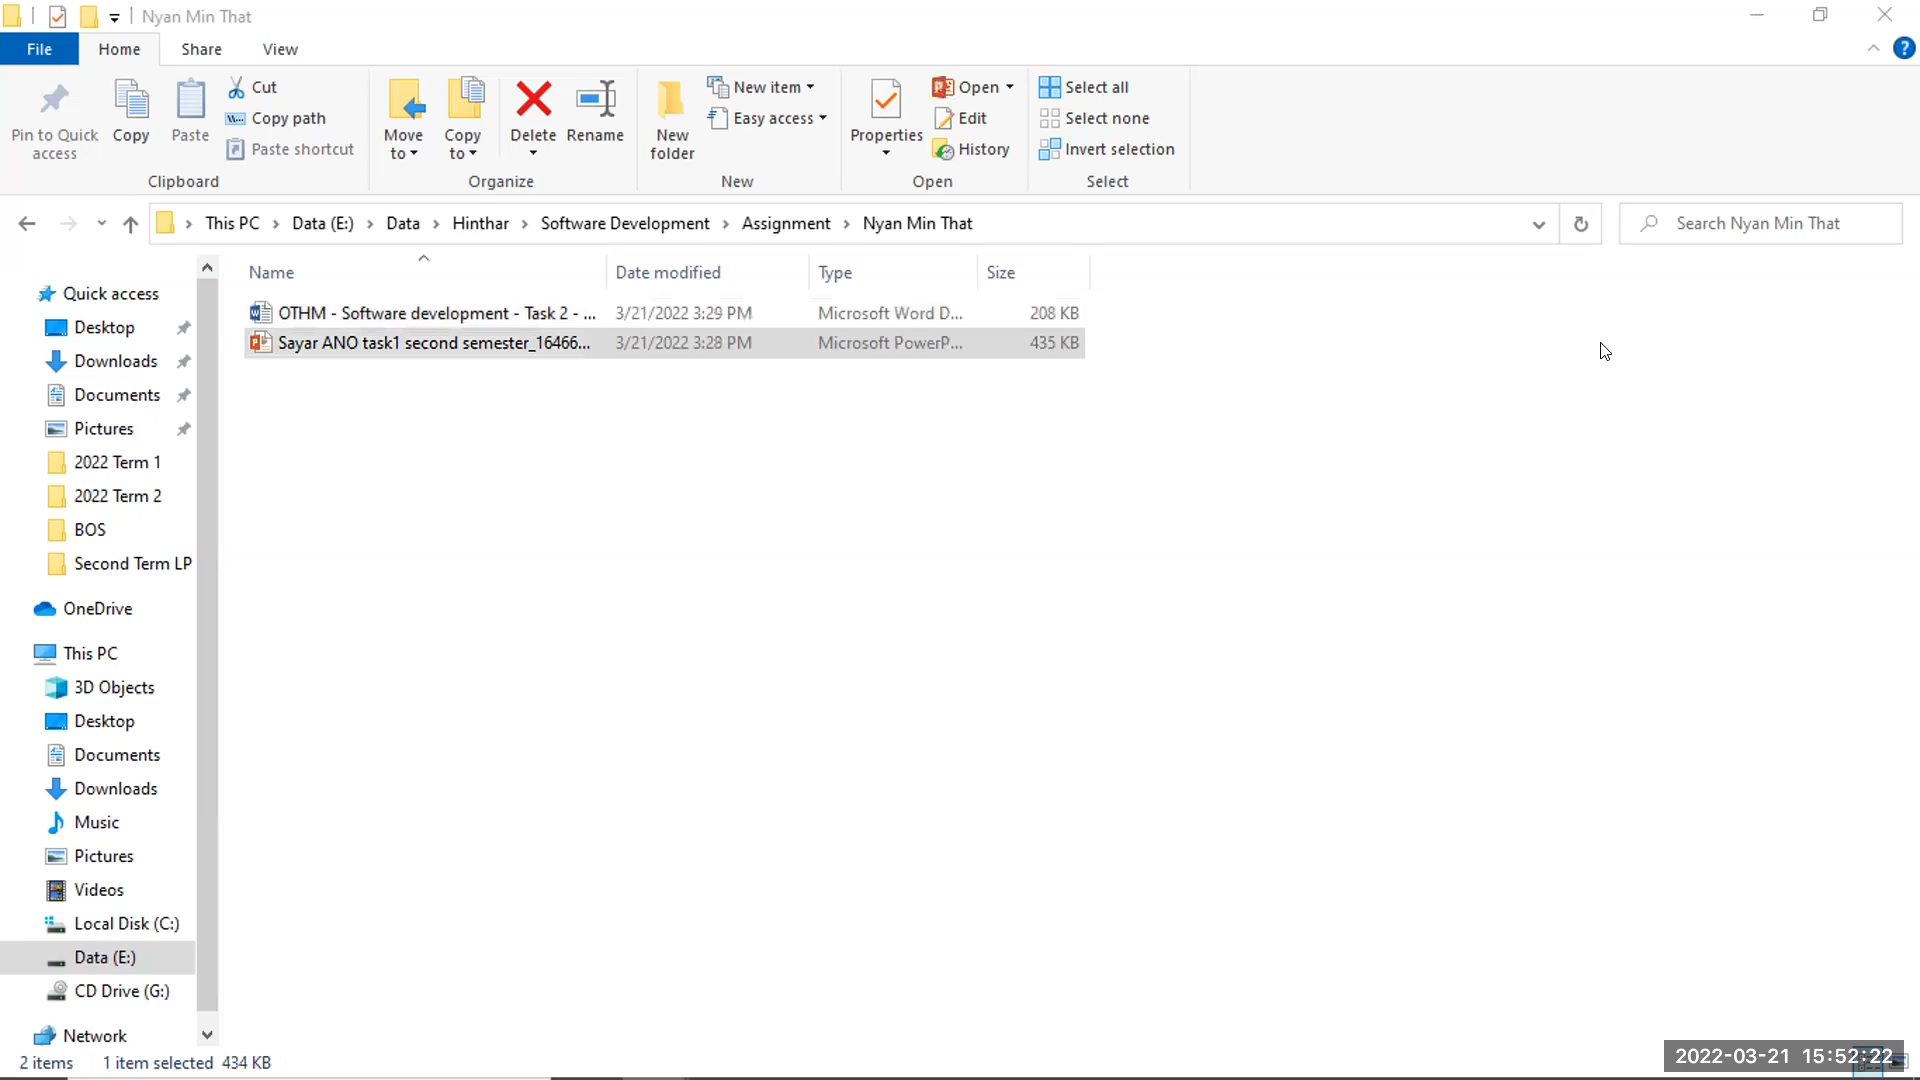 Nyan Min That
File Home Share View
Pin to Quick access
Copy
Paste
Cut
Copy path
Paste shortcut
Clipboard
Move to
Copy to
Delete
Rename
Organize
New folder
New item
Easy access
New
Properties
Open
Edit
History
Open
Select all
Select none
Invert selection
Select
This PC › Data (E:) › Data › Hinthar › Software Development › Assignment › Nyan Min That
Search Nyan Min That
Name Date modified Type Size
OTHM - Software development - Task 2 - ... 3/21/2022 3:29 PM Microsoft Word D... 208 KB
Sayar ANO task1 second semester_16466... 3/21/2022 3:28 PM Microsoft PowerP... 435 KB
Quick access
Desktop
Downloads
Documents
Pictures
2022 Term 1
2022 Term 2
BOS
Second Term LP
OneDrive
This PC
3D Objects
Desktop
Documents
Downloads
Music
Pictures
Videos
Local Disk (C:)
Data (E:)
CD Drive (G:)
Network
2 items 1 item selected 434 KB
2022-03-21 15:52:22